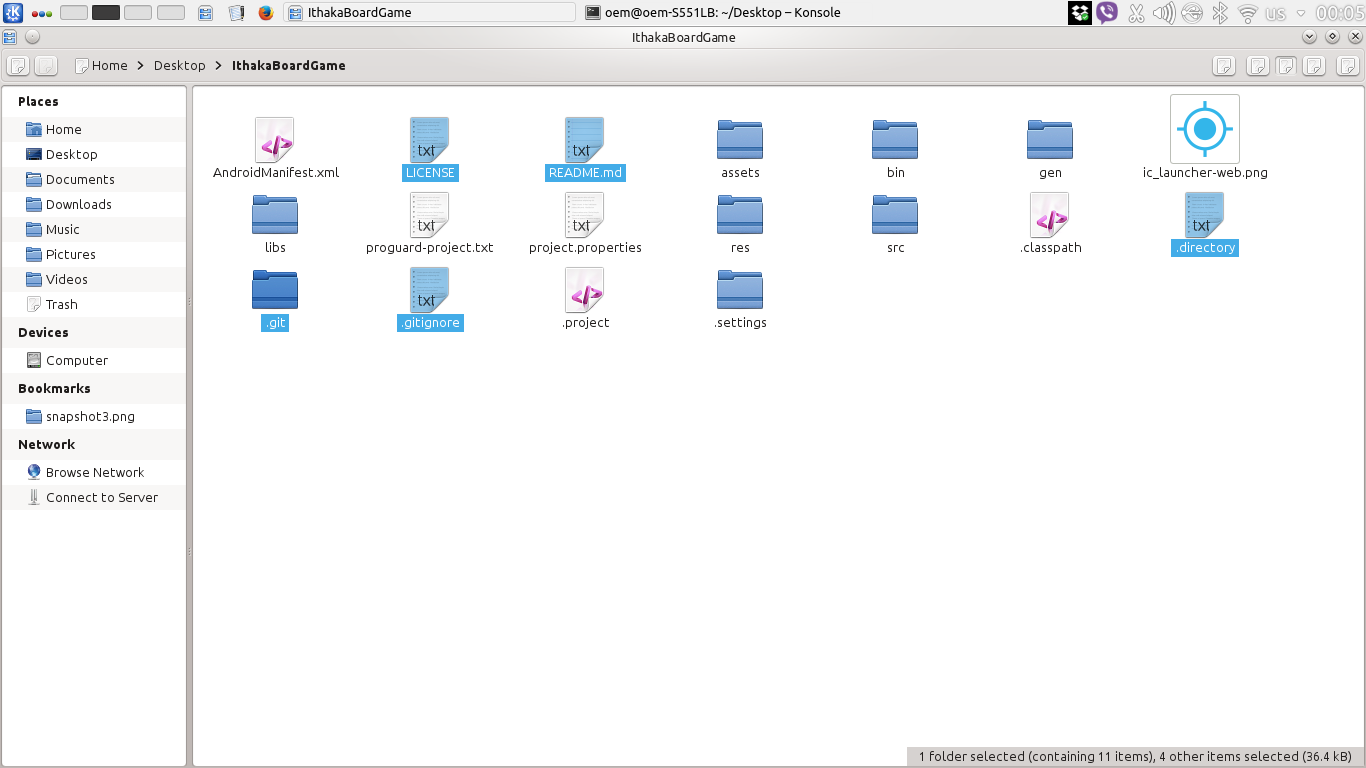 IthakaBoardGame
oem@oem-S551LB: ~/Desktop – Konsole
us
00:05
IthakaBoardGame
Home
Desktop
IthakaBoardGame
Places
Home
Desktop
Documents
Downloads
Music
Pictures
Videos
Trash
Devices
Computer
Bookmarks
snapshot3.png
Network
Browse Network
Connect to Server
AndroidManifest.xml
txt
LICENSE
txt
README.md
assets
bin
gen
ic_launcher-web.png
libs
txt
proguard-project.txt
txt
project.properties
res
src
.classpath
txt
.directory
.git
txt
.gitignore
.project
.settings
1 folder selected (containing 11 items), 4 other items selected (36.4 kB)